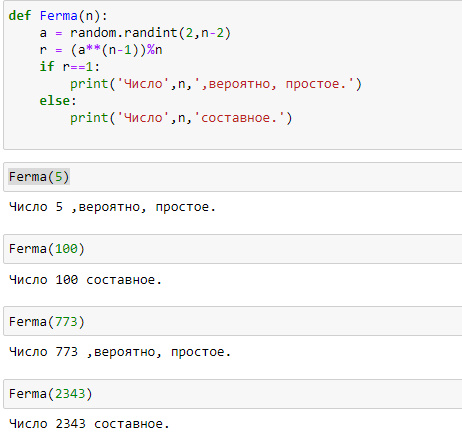 def Ferma(n):
    a = random.randint(2,n-2)
    r = (a**(n-1))%n
    if r==1:
        print('Число',n,',вероятно, простое.')
    else:
        print('Число',n,'составное.')
Ferma(5)
Число 5 ,вероятно, простое.
Ferma(100)
Число 100 составное.
Ferma(773)
Число 773 ,вероятно, простое.
Ferma(2343)
Число 2343 составное.